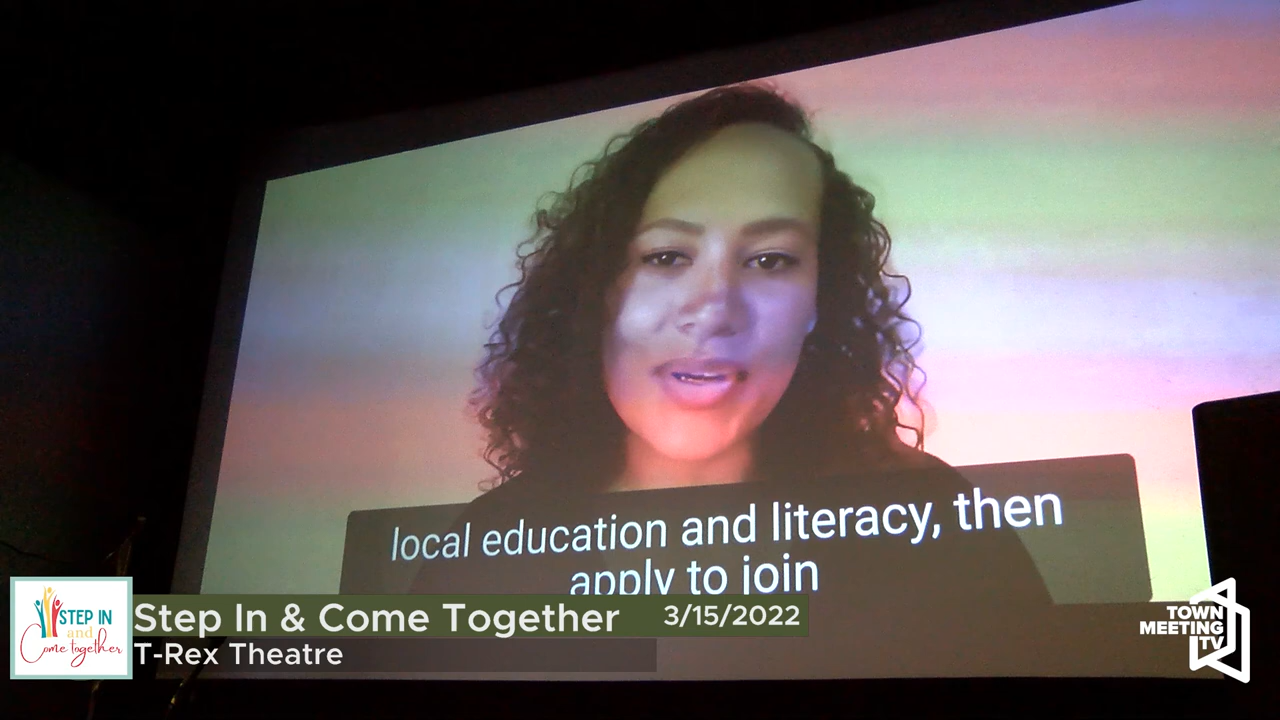 local education and literacy, then
apply to join
STEP IN
and
Come together
Step In & Come Together
3/15/2022
T-Rex Theatre
TOWN
MEETING
TV